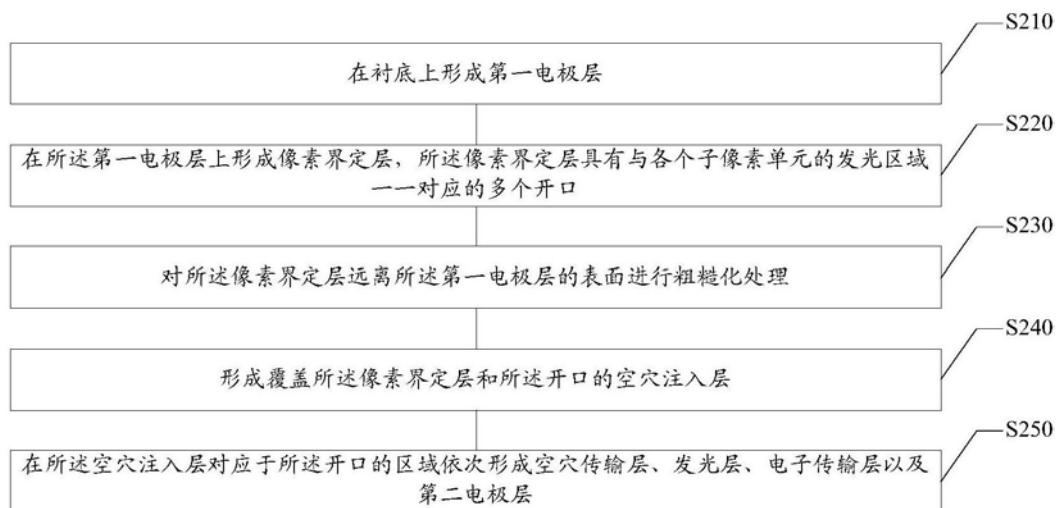 S210
在衬底上形成第一电极层
S220
在所述第一电极层上形成像素界定层，所述像素界定层具有与各个子像素单元的发光区域
一一对应的多个开口
S230
对所述像素界定层远离所述第一电极层的表面进行粗糙化处理
S240
形成覆盖所述像素界定层和所述开口的空穴注入层
S250
在所述空穴注入层对应于所述开口的区域依次形成空穴传输层、发光层、电子传输层以及
第二电极层